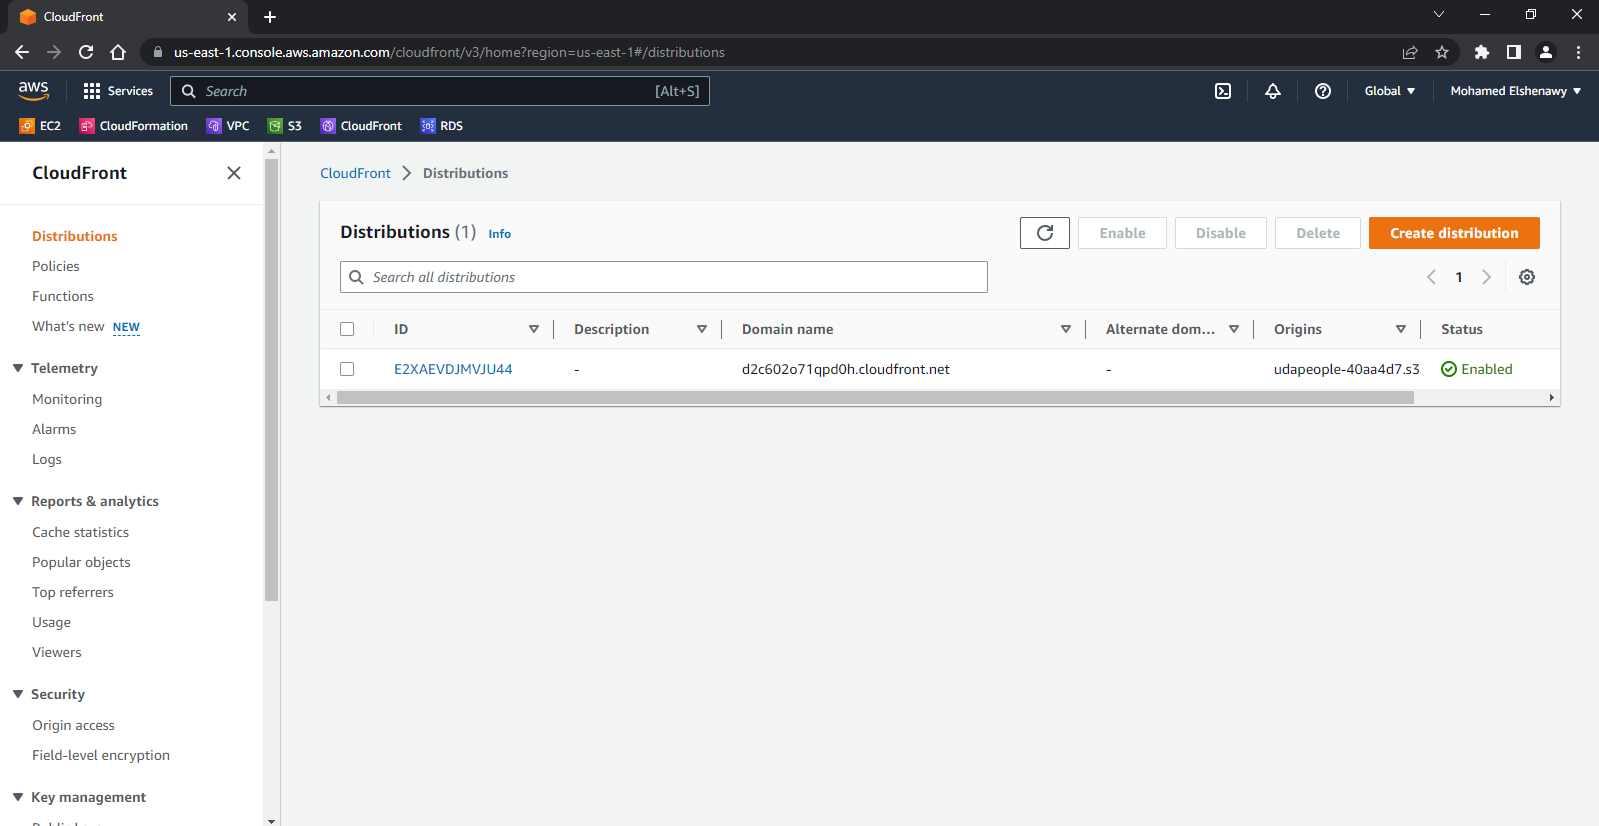 CloudFront
us-east-1.console.aws.amazon.com/cloudfront/v3/home?region=us-east-1#/distributions
aws Services Search [Alt+S] Global Mohamed Elshenawy
EC2 CloudFormation VPC S3 CloudFront RDS
CloudFront
Distributions
Policies
Functions
What's new NEW
Telemetry
Monitoring
Alarms
Logs
Reports & analytics
Cache statistics
Popular objects
Top referrers
Usage
Viewers
Security
Origin access
Field-level encryption
Key management
CloudFront Distributions
Distributions (1) Info Enable Disable Delete Create distribution
Search all distributions 1
ID Description Domain name Alternate dom... Origins Status
E2XAEVDJMVJU44 - d2c602o71qpd0h.cloudfront.net - udapeople-40aa4d7.s3 Enabled